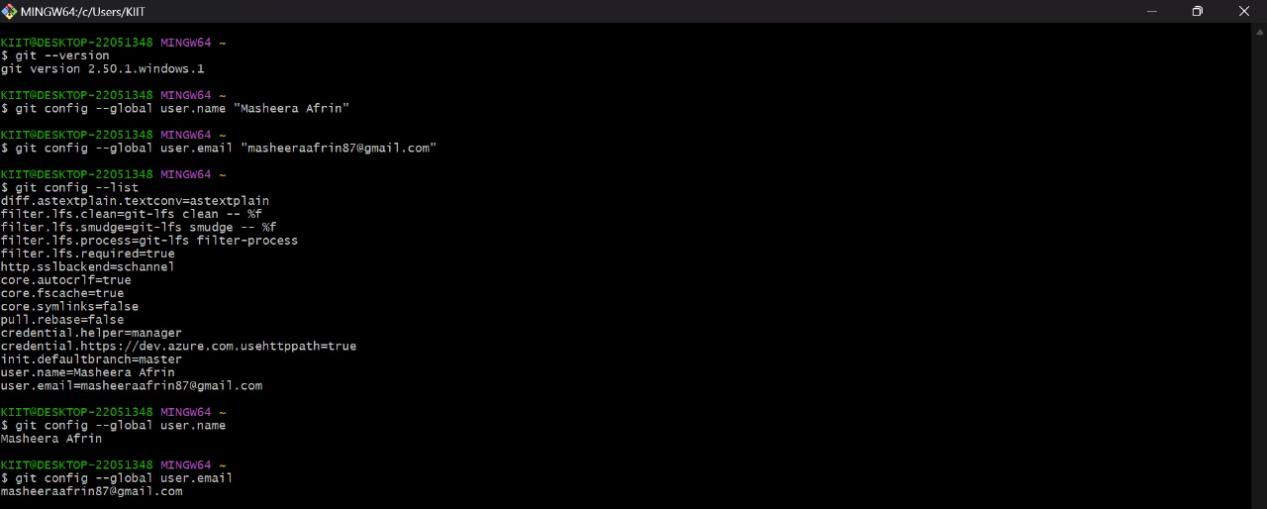 MINGW64:/c/Users/KIIT
KIIT@DESKTOP-22051348 MINGW64 ~
$ git --version
git version 2.50.1.windows.1
KIIT@DESKTOP-22051348 MINGW64 ~
$ git config --global user.name "Masheera Afrin"
KIIT@DESKTOP-22051348 MINGW64 ~
$ git config --global user.email "masheeraafrin87@gmail.com"
KIIT@DESKTOP-22051348 MINGW64 ~
$ git config --list
diff.astextplain.textconv=astextplain
filter.lfs.clean=git-lfs clean -- %f
filter.lfs.smudge=git-lfs smudge -- %f
filter.lfs.process=git-lfs filter-process
filter.lfs.required=true
http.sslbackend=schannel
core.autocrlf=true
core.fscache=true
core.symlinks=false
pull.rebase=false
credential.helper=manager
credential.https://dev.azure.com.usehttppath=true
init.defaultbranch=master
user.name=Masheera Afrin
user.email=masheeraafrin87@gmail.com
KIIT@DESKTOP-22051348 MINGW64 ~
$ git config --global user.name
Masheera Afrin
KIIT@DESKTOP-22051348 MINGW64 ~
$ git config --global user.email
masheeraafrin87@gmail.com